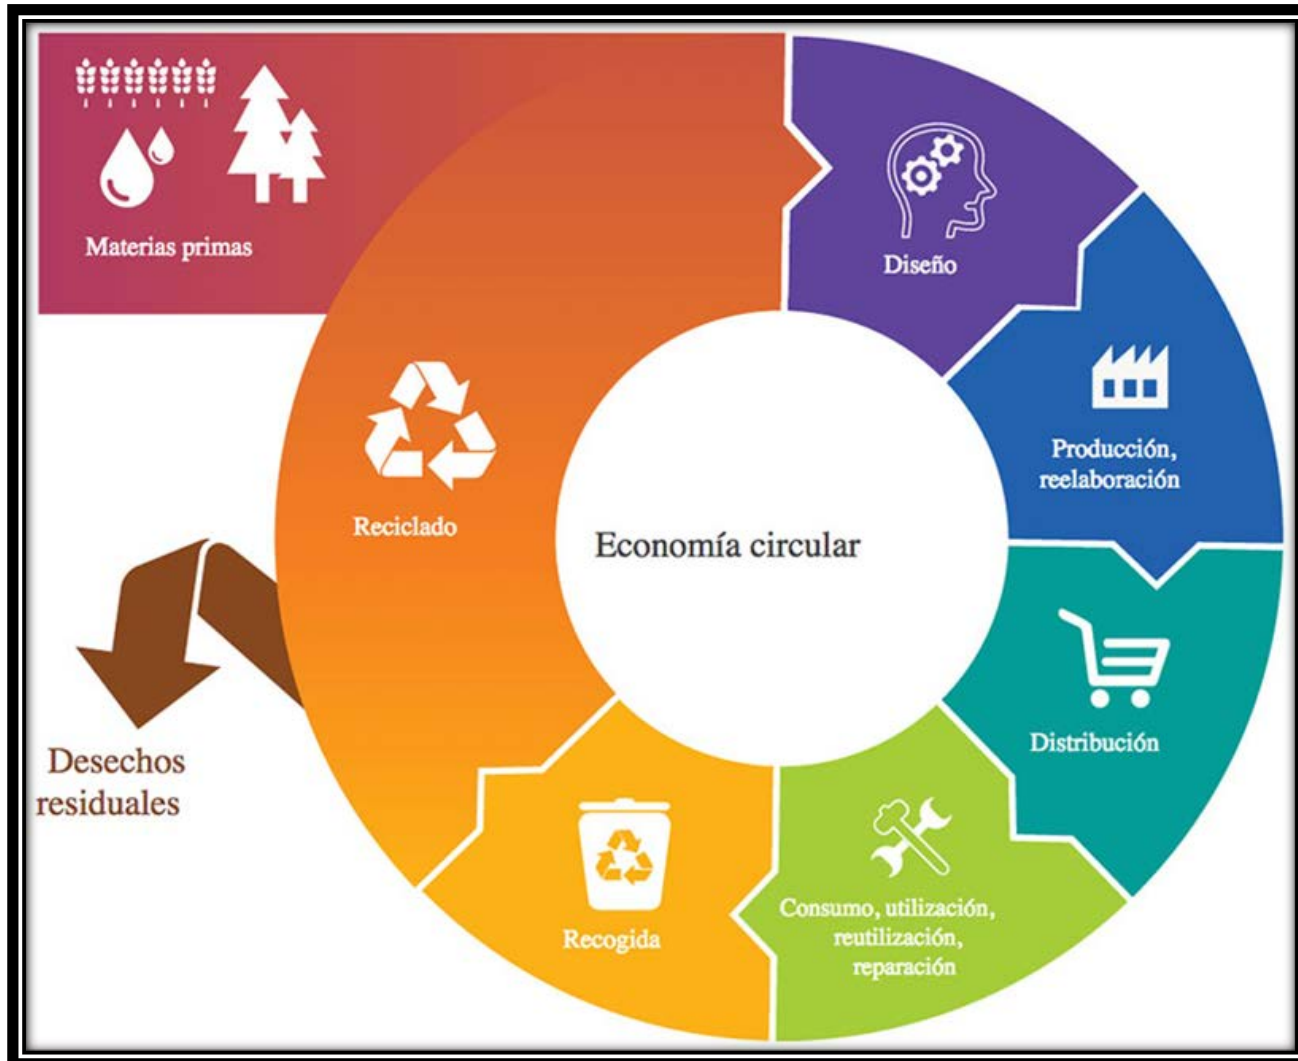 Materias primas
Diseño
Producción,
reelaboración
Distribución
Consumo, utilización,
reutilización,
reparación
Recogida
Reciclado
Desechos
residuales
Economía circular